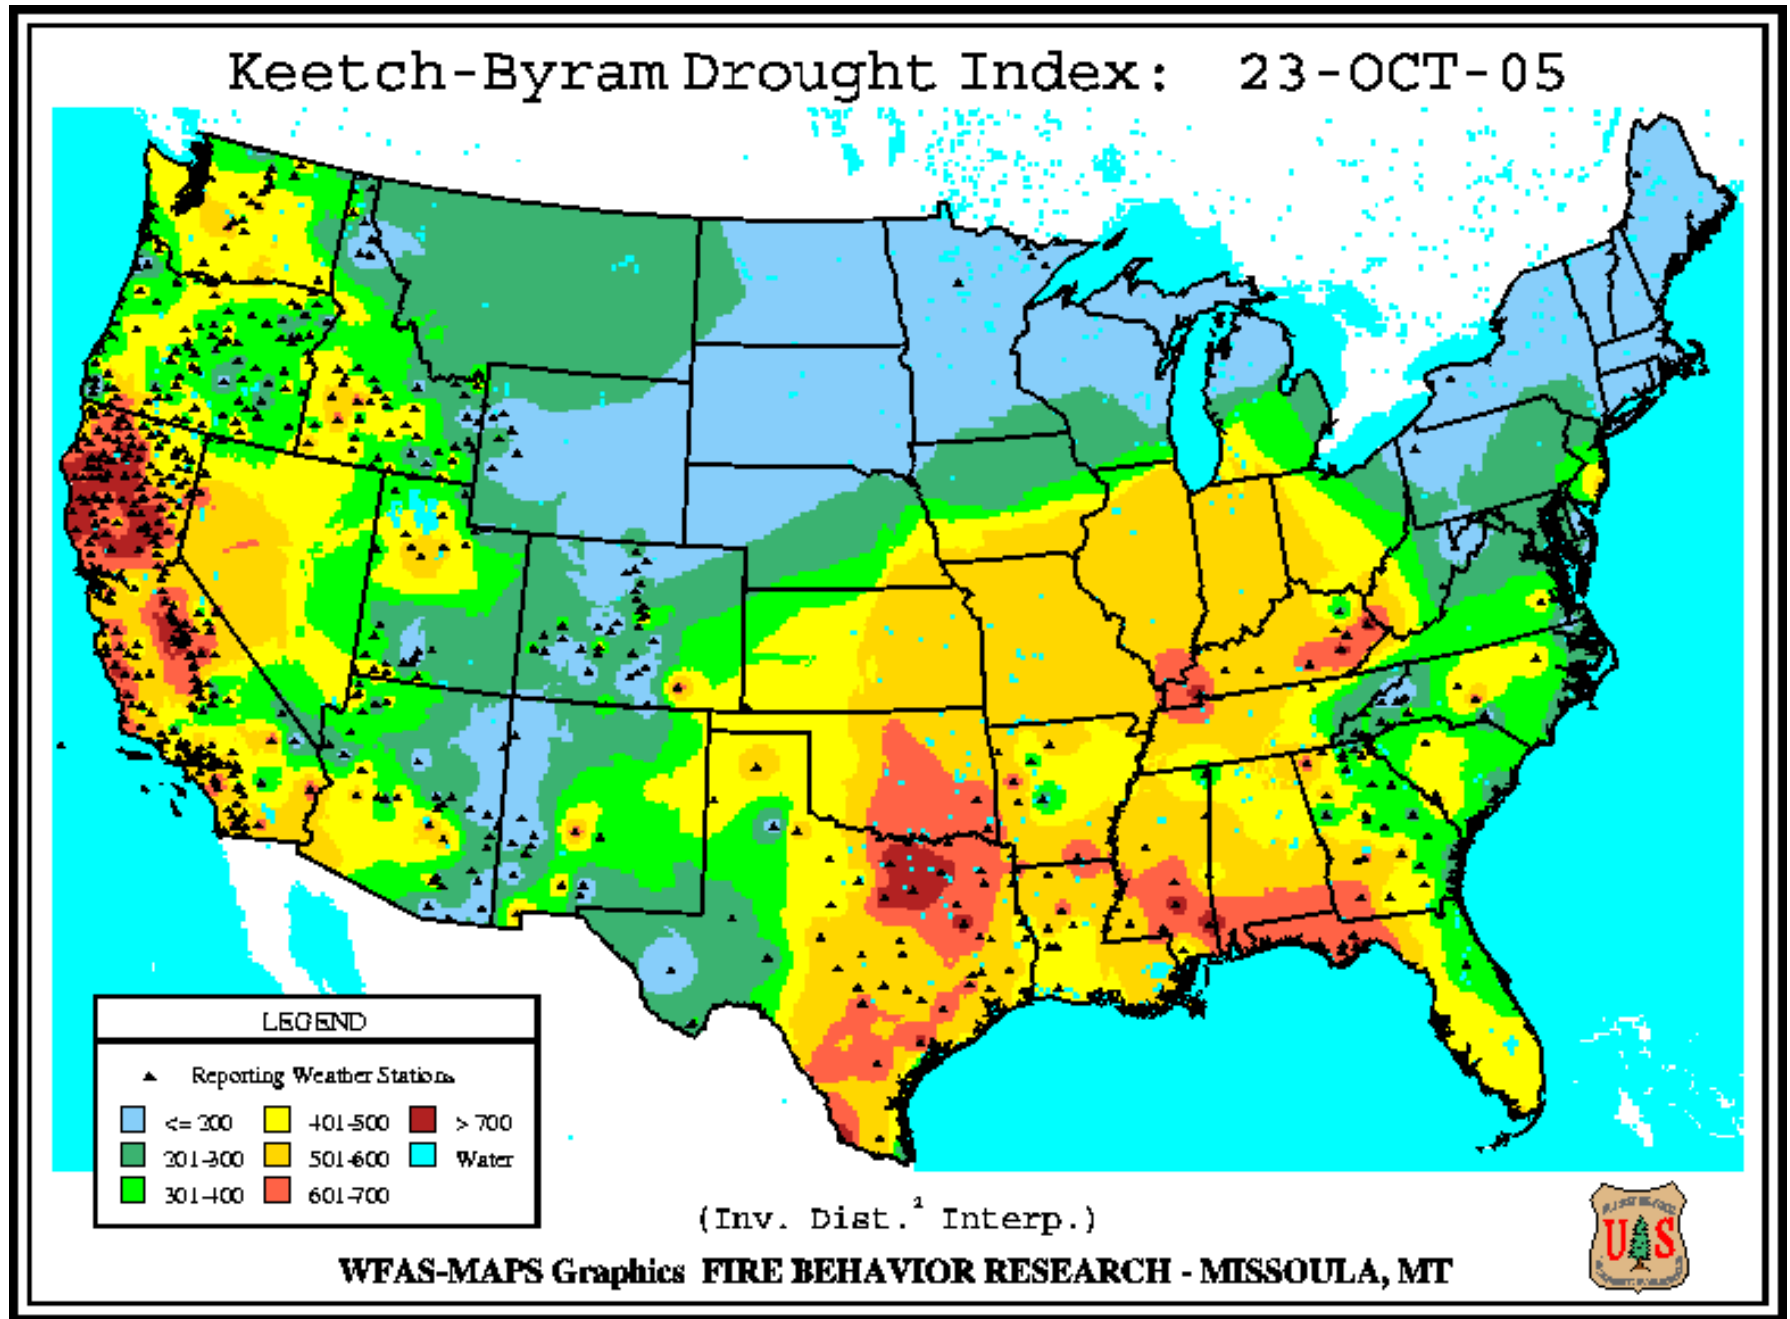 Keetch-Byram Drought Index: 23-OCT-05
LEGEND
Reporting Weather Stations
<= 200
401-500
> 700
201-300
501-600
Water
301-400
601-700
(Inv. Dist.² Interp.)
WFAS-MAPS Graphics FIRE BEHAVIOR RESEARCH - MISSOULA, MT
U S